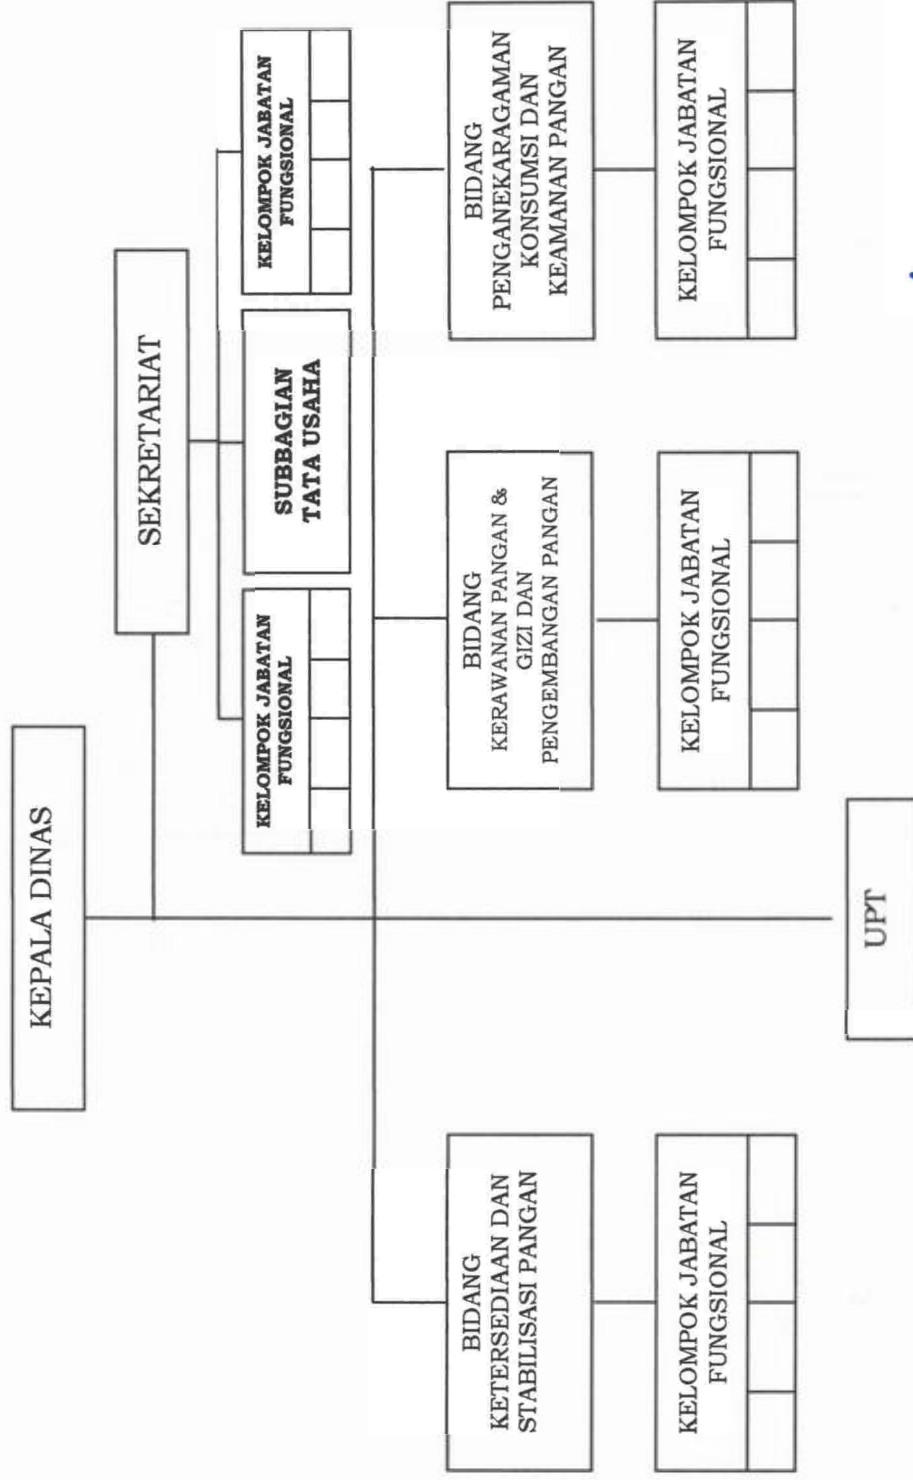 KEPALA DINAS
SEKRETARIAT
KELOMPOK JABATAN
FUNGSIONAL
SUBBAGIAN
TATA USAHA
KELOMPOK JABATAN
FUNGSIONAL
BIDANG
KETERSEDIAAN DAN
STABILISASI PANGAN
BIDANG
KERAWANAN PANGAN &
GIZI DAN
PENGEMBANGAN PANGAN
BIDANG
PENGANEKARAGAMAN
KONSUMSI DAN
KEAMANAN PANGAN
KELOMPOK JABATAN
FUNGSIONAL
KELOMPOK JABATAN
FUNGSIONAL
KELOMPOK JABATAN
FUNGSIONAL
UPT